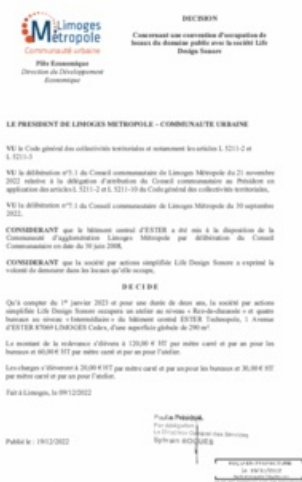 Limoges
Métropole
Communauté urbaine
Pôle Economique
Direction du Développement
Economique
DECISION
Concernant une convention d'occupation de
locaux du domaine public avec la société Life
Design Sonore
LE PRESIDENT DE LIMOGES METROPOLE – COMMUNAUTE URBAINE
VU le Code général des collectivités territoriales et notamment les articles L 5211-2 et
L 5211-3
VU la délibération n°5.1 du Conseil communautaire de Limoges Métropole du 21 novembre
2022 relative à la délégation d'attribution du Conseil communautaire au Président en
application des articles L 5211-2 et L 5211-10 du Code général des collectivités territoriales,
VU la délibération n°7.1 du Conseil communautaire de Limoges Métropole du 30 septembre
2022,
CONSIDERANT que le bâtiment central d'ESTER a été mis à la disposition de la
Communauté d'agglomération Limoges Métropole par délibération du Conseil
Communautaire en date du 30 juin 2008,
CONSIDERANT que la société par actions simplifiée Life Design Sonore a exprimé la
volonté de demeurer dans les locaux qu'elle occupe,
D E C I D E
Qu'à compter du 1er janvier 2023 et pour une durée de deux ans, la société par actions
simplifiée Life Design Sonore occupera un atelier au niveau « Rez-de-chaussée » et quatre
bureaux au niveau « Intermédiaire » du bâtiment central ESTER Technopole, 1 Avenue
d'ESTER 87069 LIMOGES Cedex, d'une superficie globale de 290 m²
Le montant de la redevance s'élèvera à 120,00 € HT par mètre carré et par an pour les
bureaux et 60,00 € HT par mètre carré et par an pour l'atelier.
Les charges s'élèveront à 20,00 € HT par mètre carré et par an pour les bureaux et 30,00 € HT
par mètre carré et par an pour l'atelier.
Fait à Limoges, le 09/12/2022
Par délégation
Le Directeur Général des Services
Sylvain ROQUES
Publié le : 19/12/2022